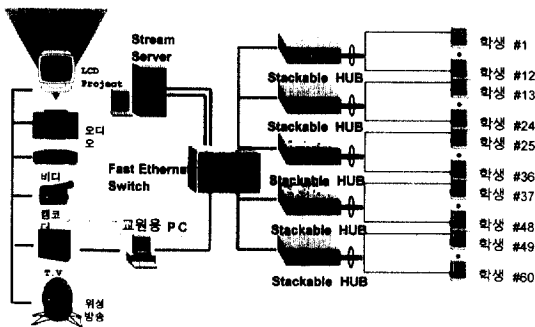 LCD
Project
오디
오
비디
캠코
더
T.V
위성
방송
Stream
Server
Fast Ethernet
Switch
교원용 PC
Stackable HUB
Stackable HUB
Stackable HUB
Stackable HUB
Stackable HUB
학생 #1
학생 #12
학생 #13
학생 #24
학생 #25
학생 #36
학생 #37
학생 #48
학생 #49
학생 #60